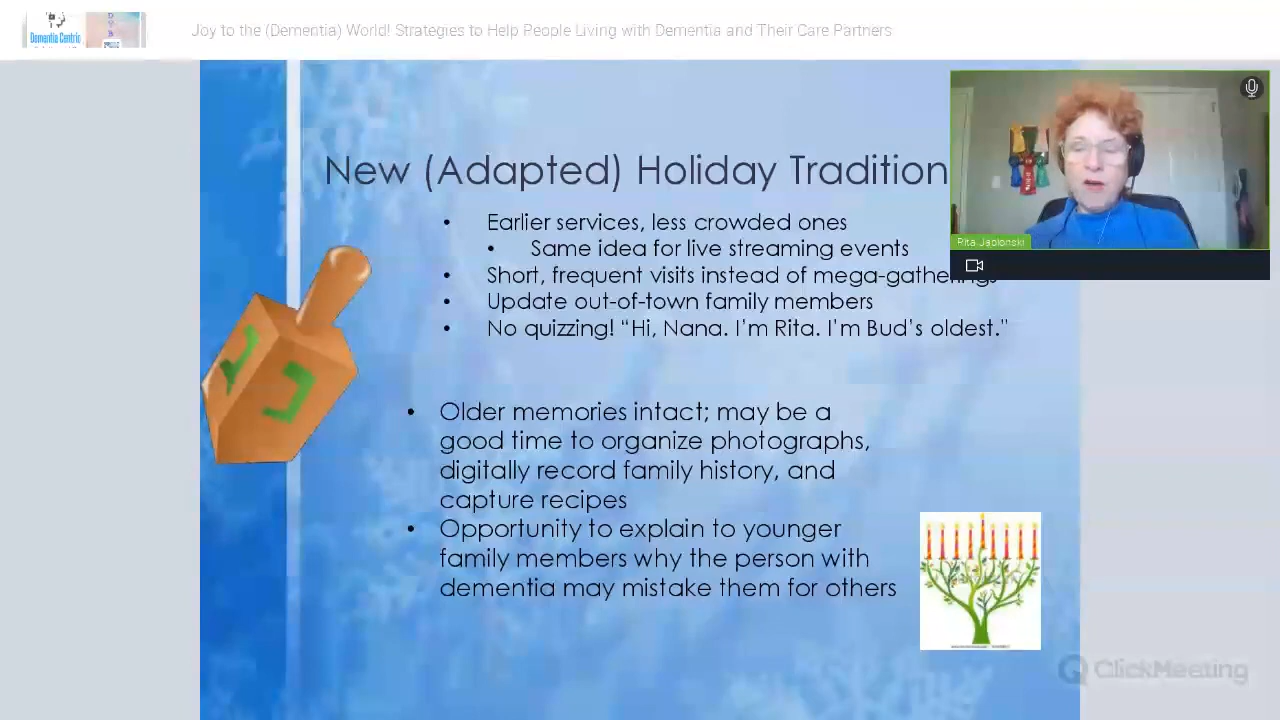 Dementia Centric
Joy to the (Dementia) World! Strategies to Help People Living with Dementia and Their Care Partners
New (Adapted) Holiday Tradition
• Earlier services, less crowded ones
• Same idea for live streaming events
• Short, frequent visits instead of mega-gatherings
• Update out-of-town family members
• No quizzing! “Hi, Nana. I’m Rita. I’m Bud’s oldest.”
Rita Jablonski
• Older memories intact; may be a
good time to organize photographs,
digitally record family history, and
capture recipes
• Opportunity to explain to younger
family members why the person with
dementia may mistake them for others
ג
נ
ClickMeeting